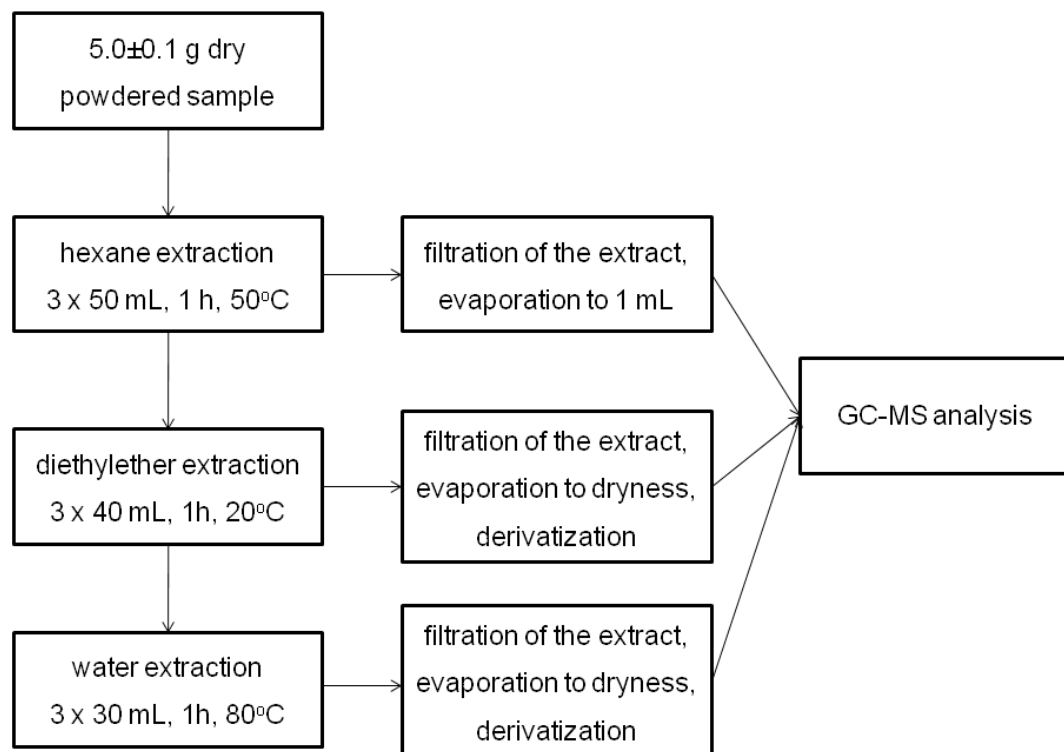 5.0±0.1 g dry
powdered sample
hexane extraction
3 x 50 mL, 1 h, 50°C
filtration of the extract,
evaporation to 1 mL
GC-MS analysis
diethylether extraction
3 x 40 mL, 1h, 20°C
filtration of the extract,
evaporation to dryness,
derivatization
water extraction
3 x 30 mL, 1h, 80°C
filtration of the extract,
evaporation to dryness,
derivatization